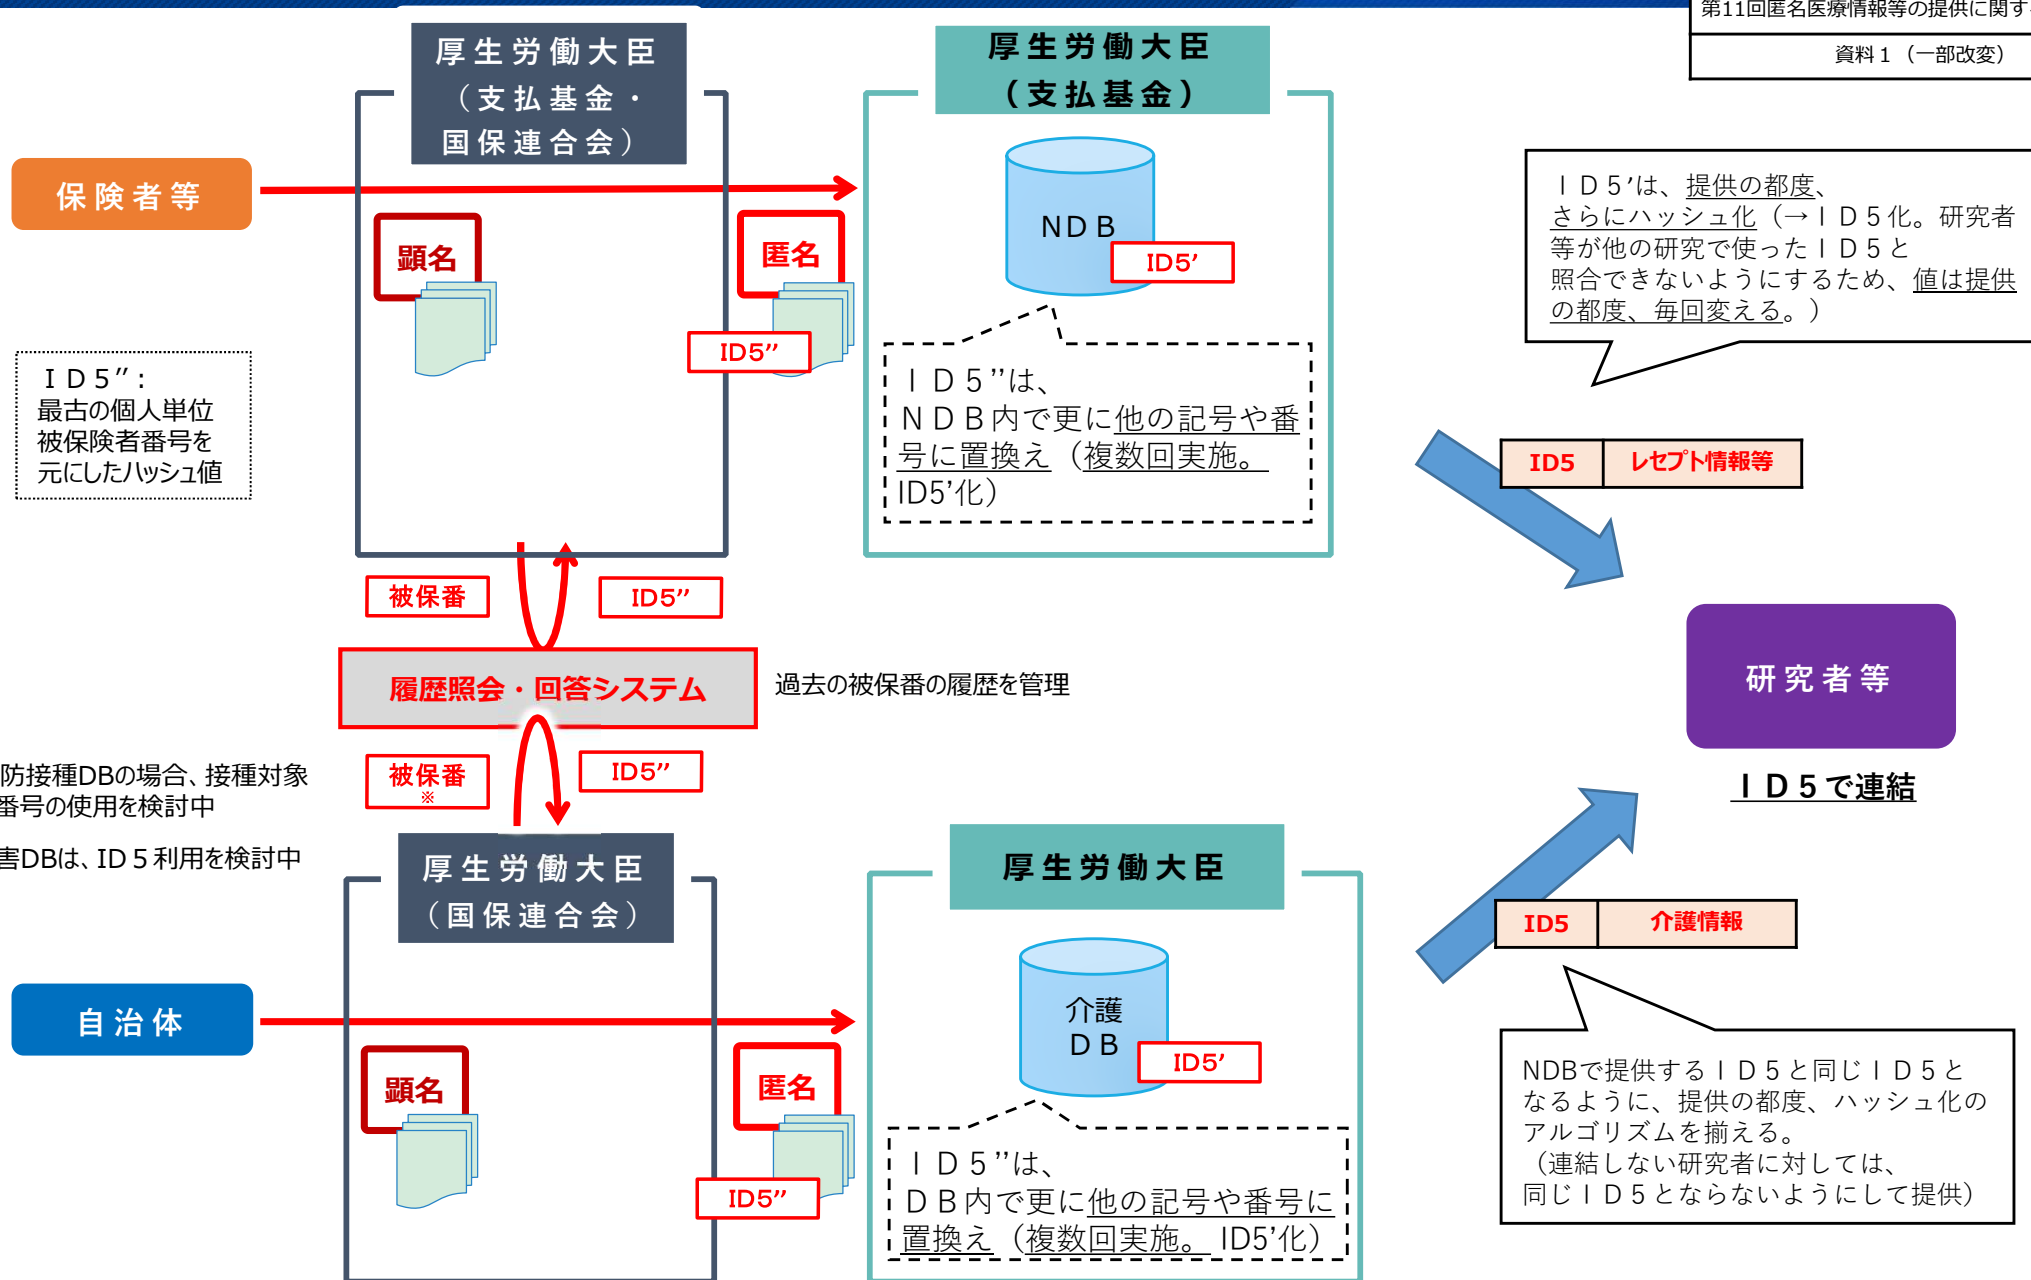 第11回匿名医療情報等の提供に関す
資料１（一部改変）
厚生労働大臣
（支払基金・
国保連合会）
厚生労働大臣
（支払基金）
保険者等
顕名
匿名
ID5''
ＮＤＢ
ID5'
ＩＤ５''：
最古の個人単位
被保険者番号を
元にしたハッシュ値
ＩＤ５''は、
ＮＤＢ内で更に他の記号や番
号に置換え（複数回実施。
ID5'化）
ＩＤ５'は、提供の都度、
さらにハッシュ化（→ＩＤ５化。研究者
等が他の研究で使ったＩＤ５と
照合できないようにするため、値は提供
の都度、毎回変える。）
ID5 レセプト情報等
被保番
ID5''
履歴照会・回答システム
過去の被保番の履歴を管理
被保番
※
ID5''
防接種DBの場合、接種対象
番号の使用を検討中
害DBは、ID５利用を検討中
研究者等
ＩＤ５で連結
厚生労働大臣
（国保連合会）
厚生労働大臣
自治体
顕名
匿名
ID5''
介護
ＤＢ
ID5'
ＩＤ５''は、
ＤＢ内で更に他の記号や番号に
置換え（複数回実施。ID5'化）
ID5 介護情報
NDBで提供するＩＤ５と同じＩＤ５と
なるように、提供の都度、ハッシュ化の
アルゴリズムを揃える。
（連結しない研究者に対しては、
同じＩＤ５とならないようにして提供）